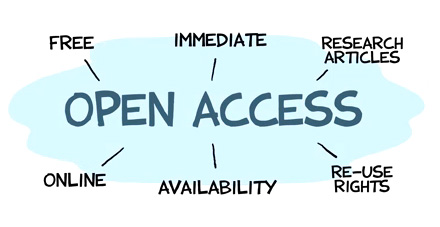 FREE
IMMEDIATE
RESEARCH
ARTICLES
OPEN ACCESS
ONLINE
AVAILABILITY
RE-USE
RIGHTS